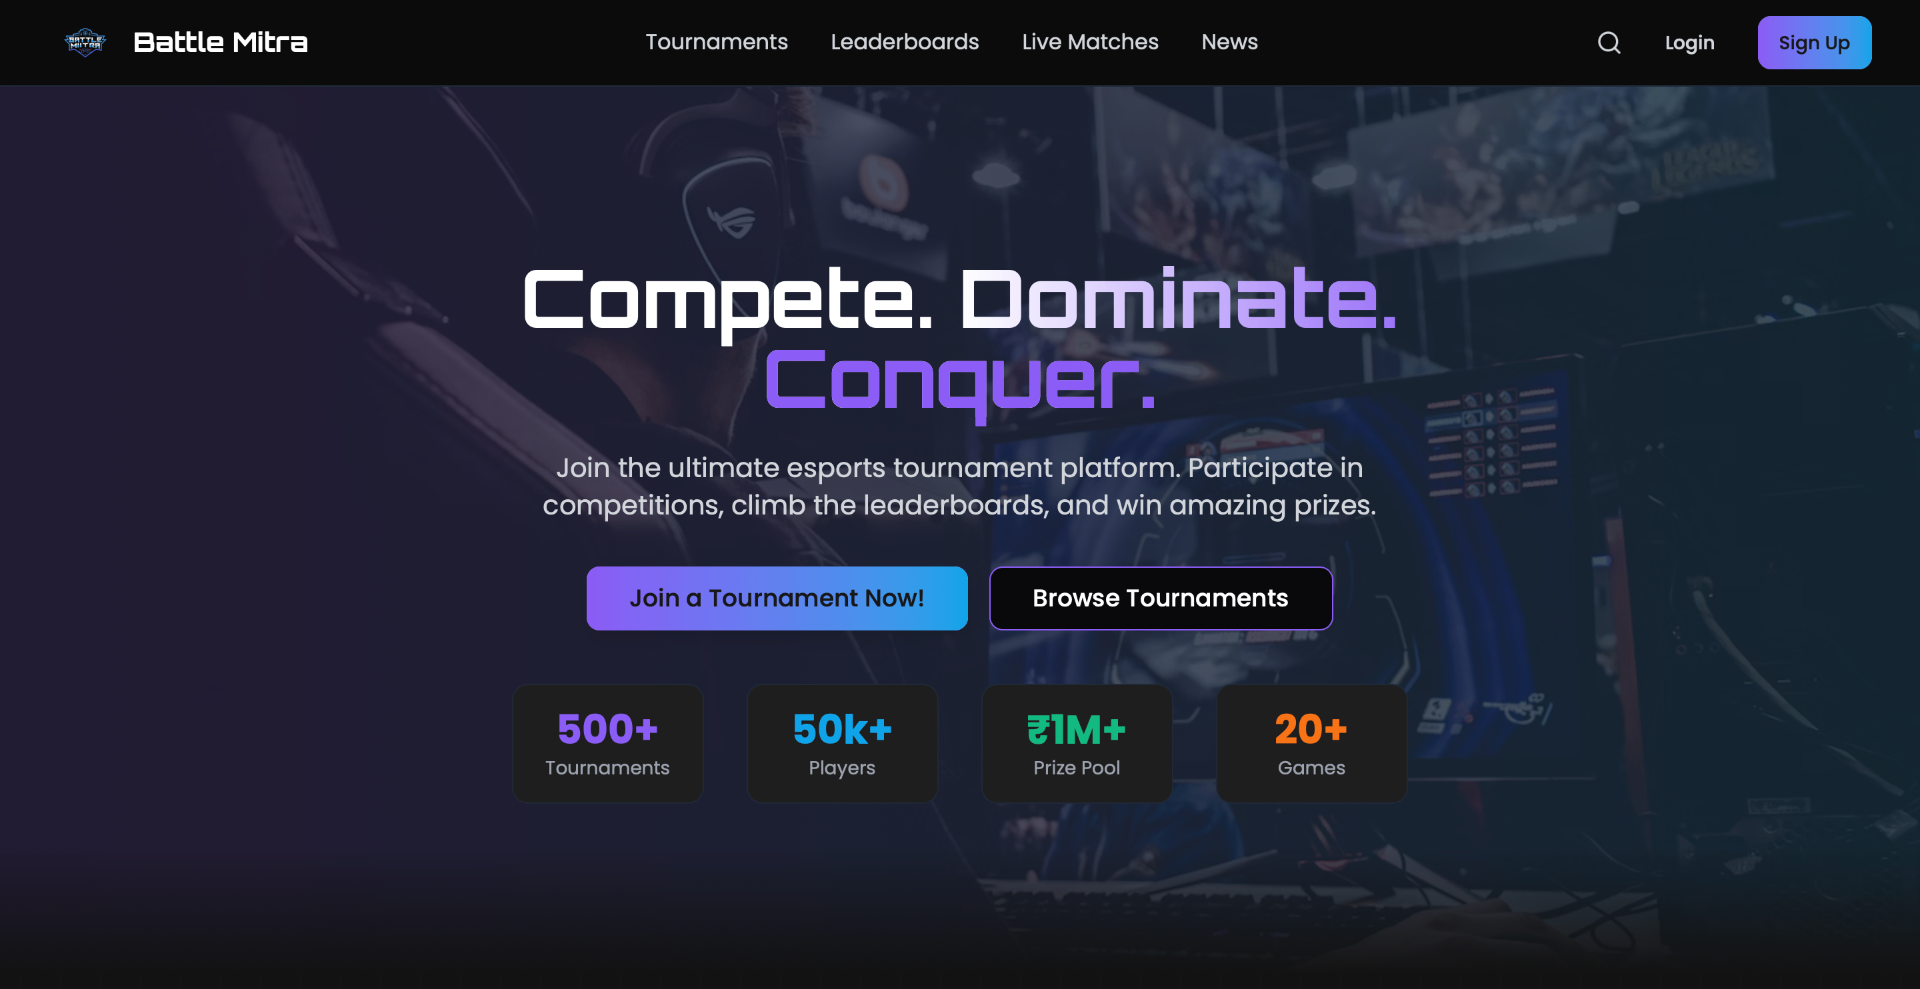 BATTLE
MITRA
Battle Mitra
Tournaments
Leaderboards
Live Matches
News
Login
Sign Up
Compete. Dominate.
Conquer.
Join the ultimate esports tournament platform. Participate in
competitions, climb the leaderboards, and win amazing prizes.
Join a Tournament Now!
Browse Tournaments
500+
Tournaments
50k+
Players
₹1M+
Prize Pool
20+
Games